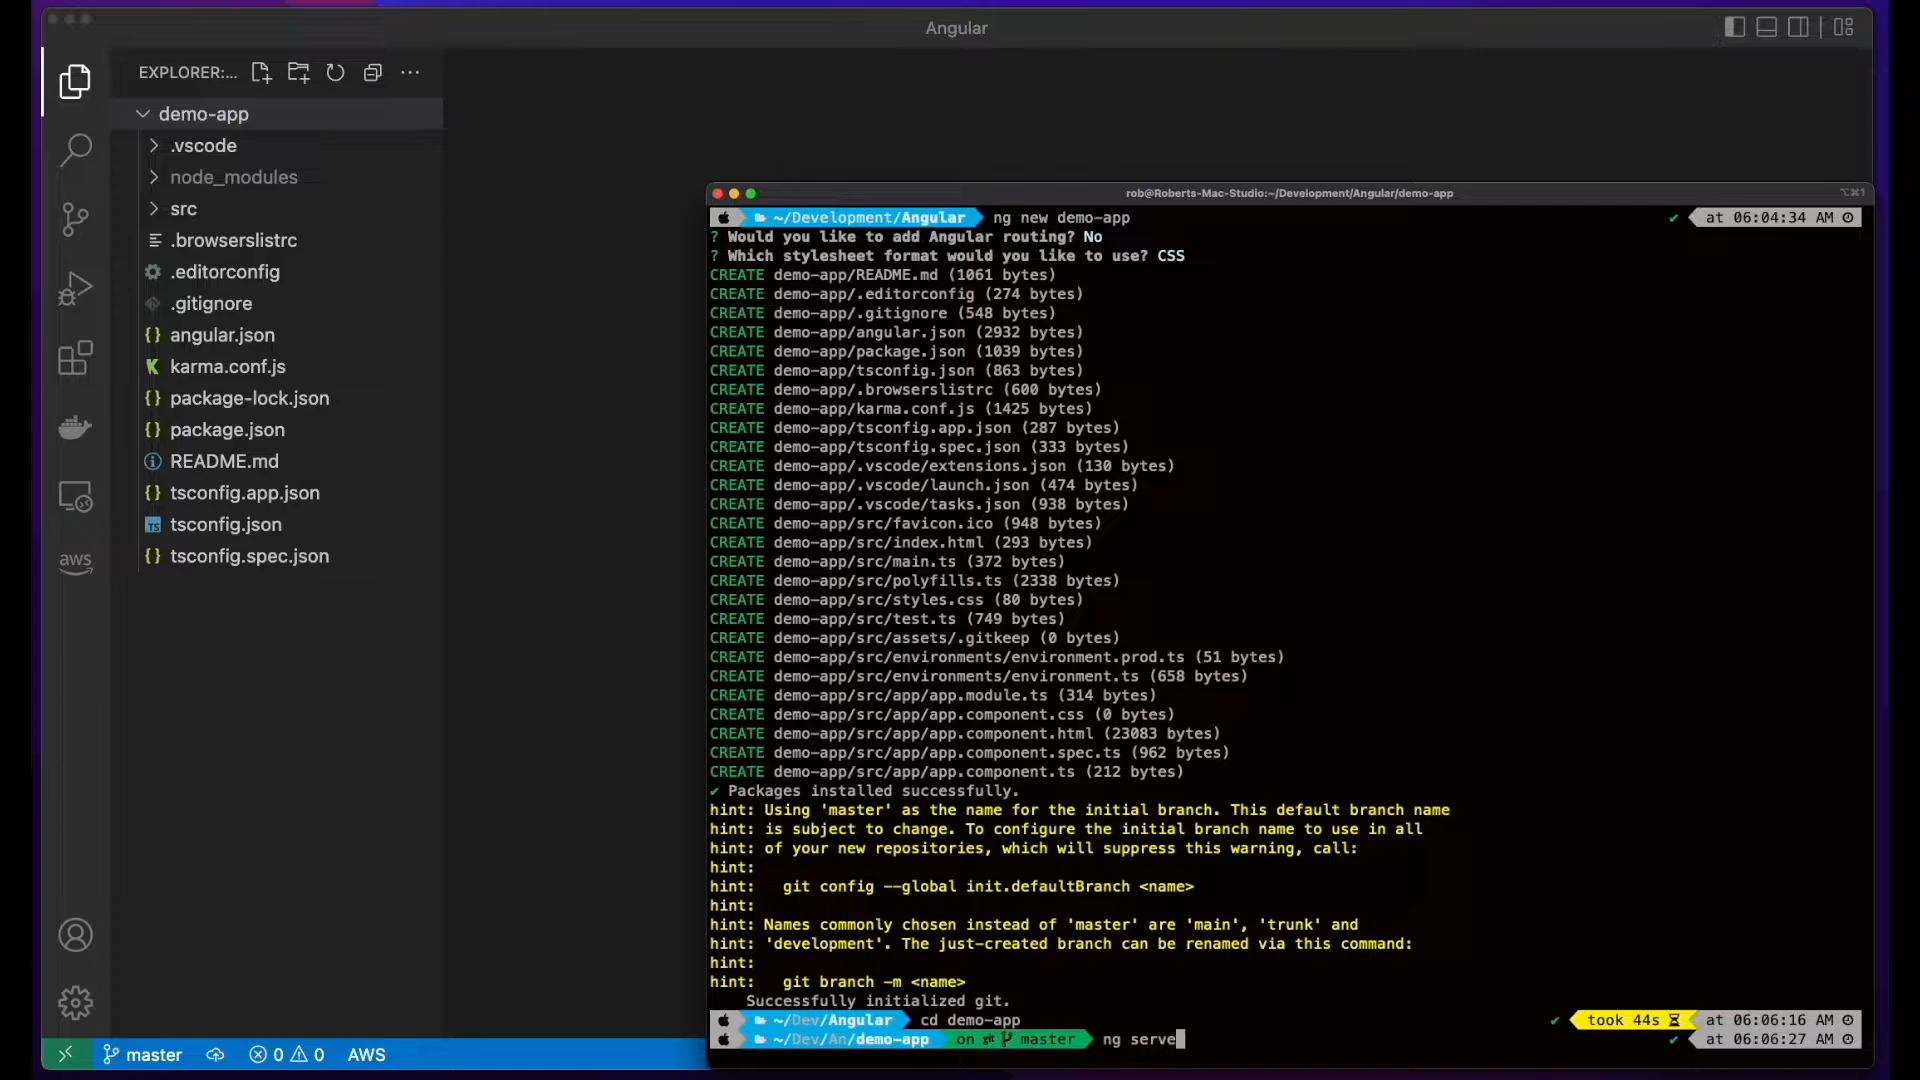 Angular
EXPLORER:...
demo-app
.vscode
node_modules
src
.browserslistrc
.editorconfig
.gitignore
angular.json
karma.conf.js
package-lock.json
package.json
README.md
tsconfig.app.json
tsconfig.json
tsconfig.spec.json
aws
master
0 0
AWS
rob@Roberts-Mac-Studio:~/Development/Angular/demo-app
⌥⌘1
~/Development/Angular ng new demo-app ✔ at 06:04:34 AM
? Would you like to add Angular routing? No
? Which stylesheet format would you like to use? CSS
CREATE demo-app/README.md (1061 bytes)
CREATE demo-app/.editorconfig (274 bytes)
CREATE demo-app/.gitignore (548 bytes)
CREATE demo-app/angular.json (2932 bytes)
CREATE demo-app/package.json (1039 bytes)
CREATE demo-app/tsconfig.json (863 bytes)
CREATE demo-app/.browserslistrc (600 bytes)
CREATE demo-app/karma.conf.js (1425 bytes)
CREATE demo-app/tsconfig.app.json (287 bytes)
CREATE demo-app/tsconfig.spec.json (333 bytes)
CREATE demo-app/.vscode/extensions.json (130 bytes)
CREATE demo-app/.vscode/launch.json (474 bytes)
CREATE demo-app/.vscode/tasks.json (938 bytes)
CREATE demo-app/src/favicon.ico (948 bytes)
CREATE demo-app/src/index.html (293 bytes)
CREATE demo-app/src/main.ts (372 bytes)
CREATE demo-app/src/polyfills.ts (2338 bytes)
CREATE demo-app/src/styles.css (80 bytes)
CREATE demo-app/src/test.ts (749 bytes)
CREATE demo-app/src/assets/.gitkeep (0 bytes)
CREATE demo-app/src/environments/environment.prod.ts (51 bytes)
CREATE demo-app/src/environments/environment.ts (658 bytes)
CREATE demo-app/src/app/app.module.ts (314 bytes)
CREATE demo-app/src/app/app.component.css (0 bytes)
CREATE demo-app/src/app/app.component.html (23083 bytes)
CREATE demo-app/src/app/app.component.spec.ts (962 bytes)
CREATE demo-app/src/app/app.component.ts (212 bytes)
✔ Packages installed successfully.
hint: Using 'master' as the name for the initial branch. This default branch name
hint: is subject to change. To configure the initial branch name to use in all
hint: of your new repositories, which will suppress this warning, call:
hint:
hint:   git config --global init.defaultBranch <name>
hint:
hint: Names commonly chosen instead of 'master' are 'main', 'trunk' and
hint: 'development'. The just-created branch can be renamed via this command:
hint:
hint:   git branch -m <name>
Successfully initialized git.
~/Dev/Angular cd demo-app ✔ took 44s at 06:06:16 AM
~/Dev/An/demo-app on git master ng serve ✔ at 06:06:27 AM